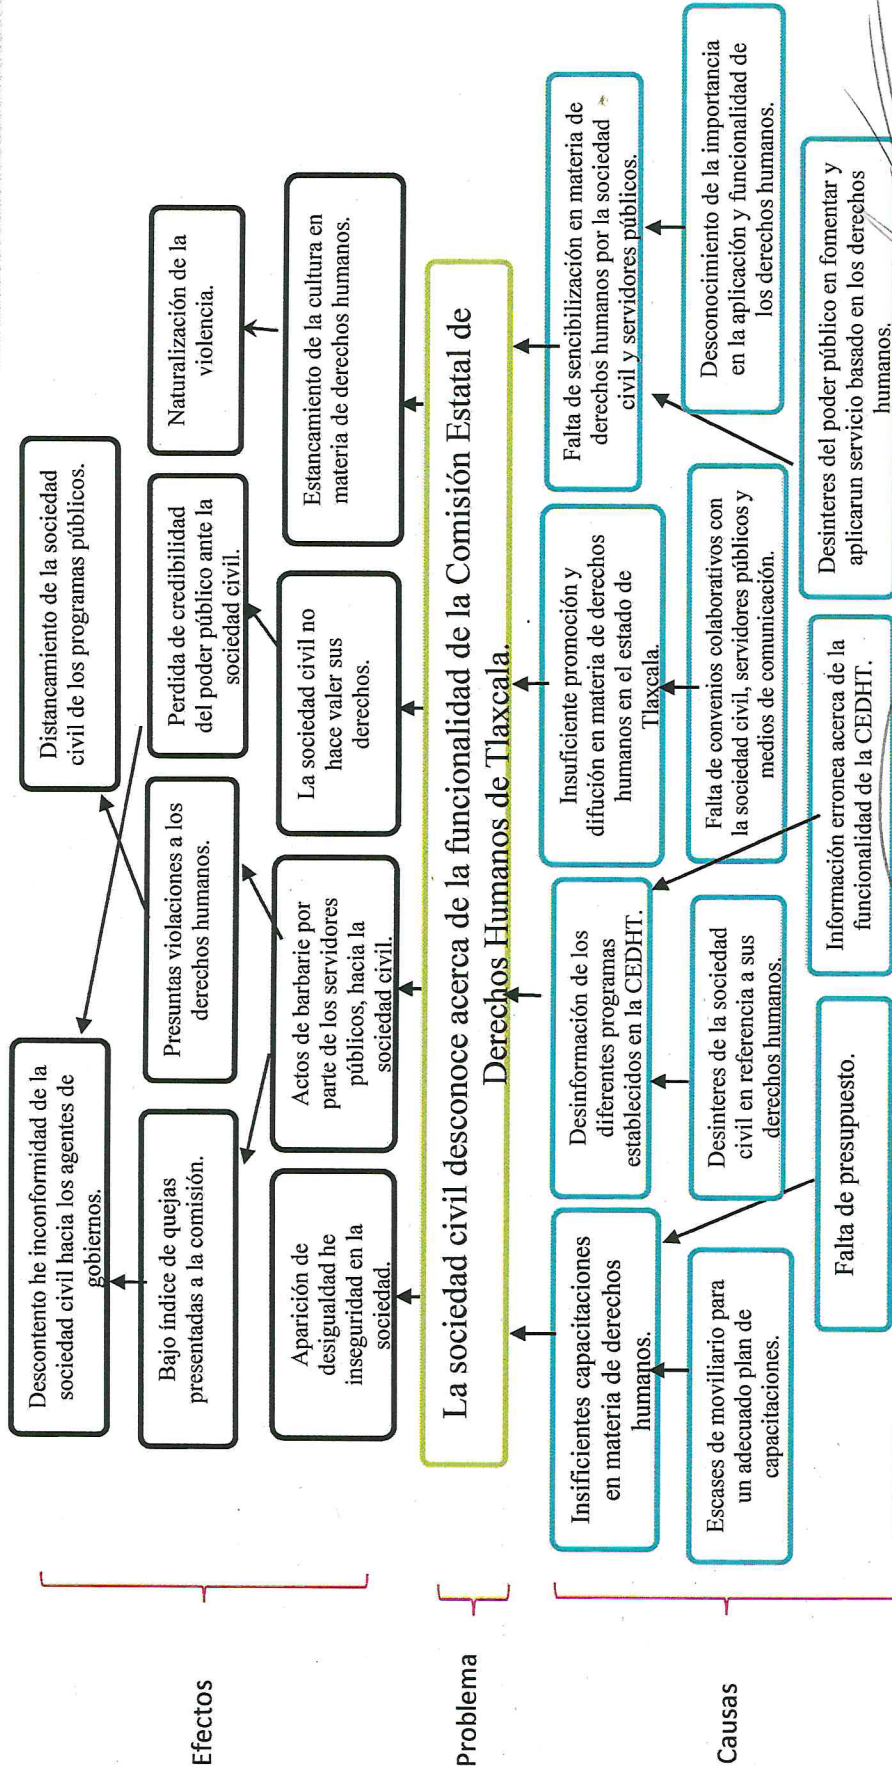 Efectos
Descontento he inconformidad de la
sociedad civil hacia los agentes de
gobiernos.
Distancamiento de la sociedad
civil de los programas públicos.
Bajo índice de quejas
presentadas a la comisión.
Presuntas violaciones a los
derechos humanos.
Perdida de credibilidad
del poder público ante la
sociedad civil.
Naturalización de la
violencia.
Aparición de
desigualdad he
inseguridad en la
sociedad.
Actos de barbarie por
parte de los servidores
públicos, hacia la
sociedad civil.
La sociedad civil no
hace valer sus
derechos.
Estancamiento de la cultura en
materia de derechos humanos.
Problema
La sociedad civil desconoce acerca de la funcionalidad de la Comisión Estatal de
Derechos Humanos de Tlaxcala.
Causas
Insificientes capacitaciones
en materia de derechos
humanos.
Desinformación de los
diferentes programas
establecidos en la CEDHT.
Insuficiente promoción y
difución en materia de derechos
humanos en el estado de
Tlaxcala.
Falta de sencibilización en materia de
derechos humanos por la sociedad
civil y servidores públicos.
Escases de moviliario para
un adecuado plan de
capacitaciones.
Desinteres de la sociedad
civil en referencia a sus
derechos humanos.
Falta de convenios colaborativos con
la sociedad civil, servidores públicos y
medios de comunicación.
Desconocimiento de la importancia
en la aplicación y funcionalidad de
los derechos humanos.
Falta de presupuesto.
Información erronea acerca de la
funcionalidad de la CEDHT.
Desinteres del poder público en fomentar y
aplicarun servicio basado en los derechos
humanos.